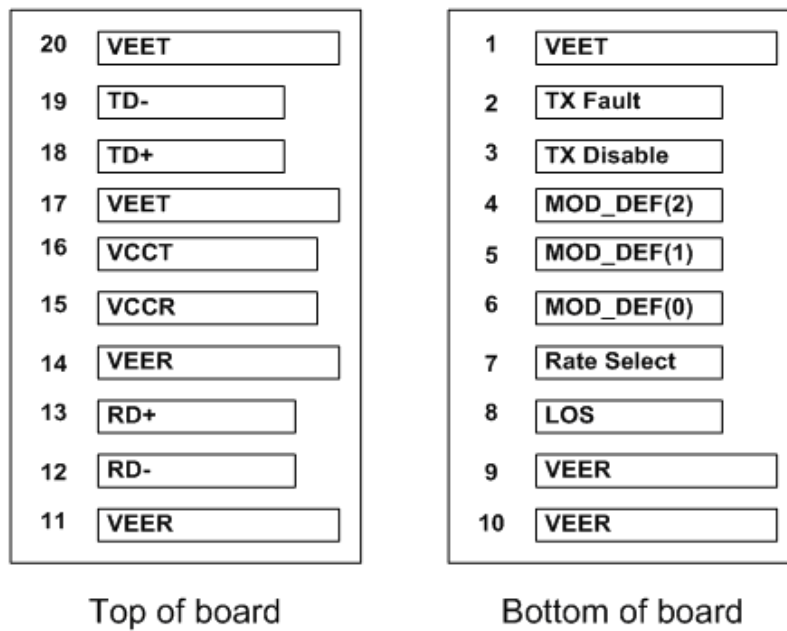 20 VEET
19 TD-
18 TD+
17 VEET
16 VCCT
15 VCCR
14 VEER
13 RD+
12 RD-
11 VEER
Top of board
1 VEET
2 TX Fault
3 TX Disable
4 MOD_DEF(2)
5 MOD_DEF(1)
6 MOD_DEF(0)
7 Rate Select
8 LOS
9 VEER
10 VEER
Bottom of board